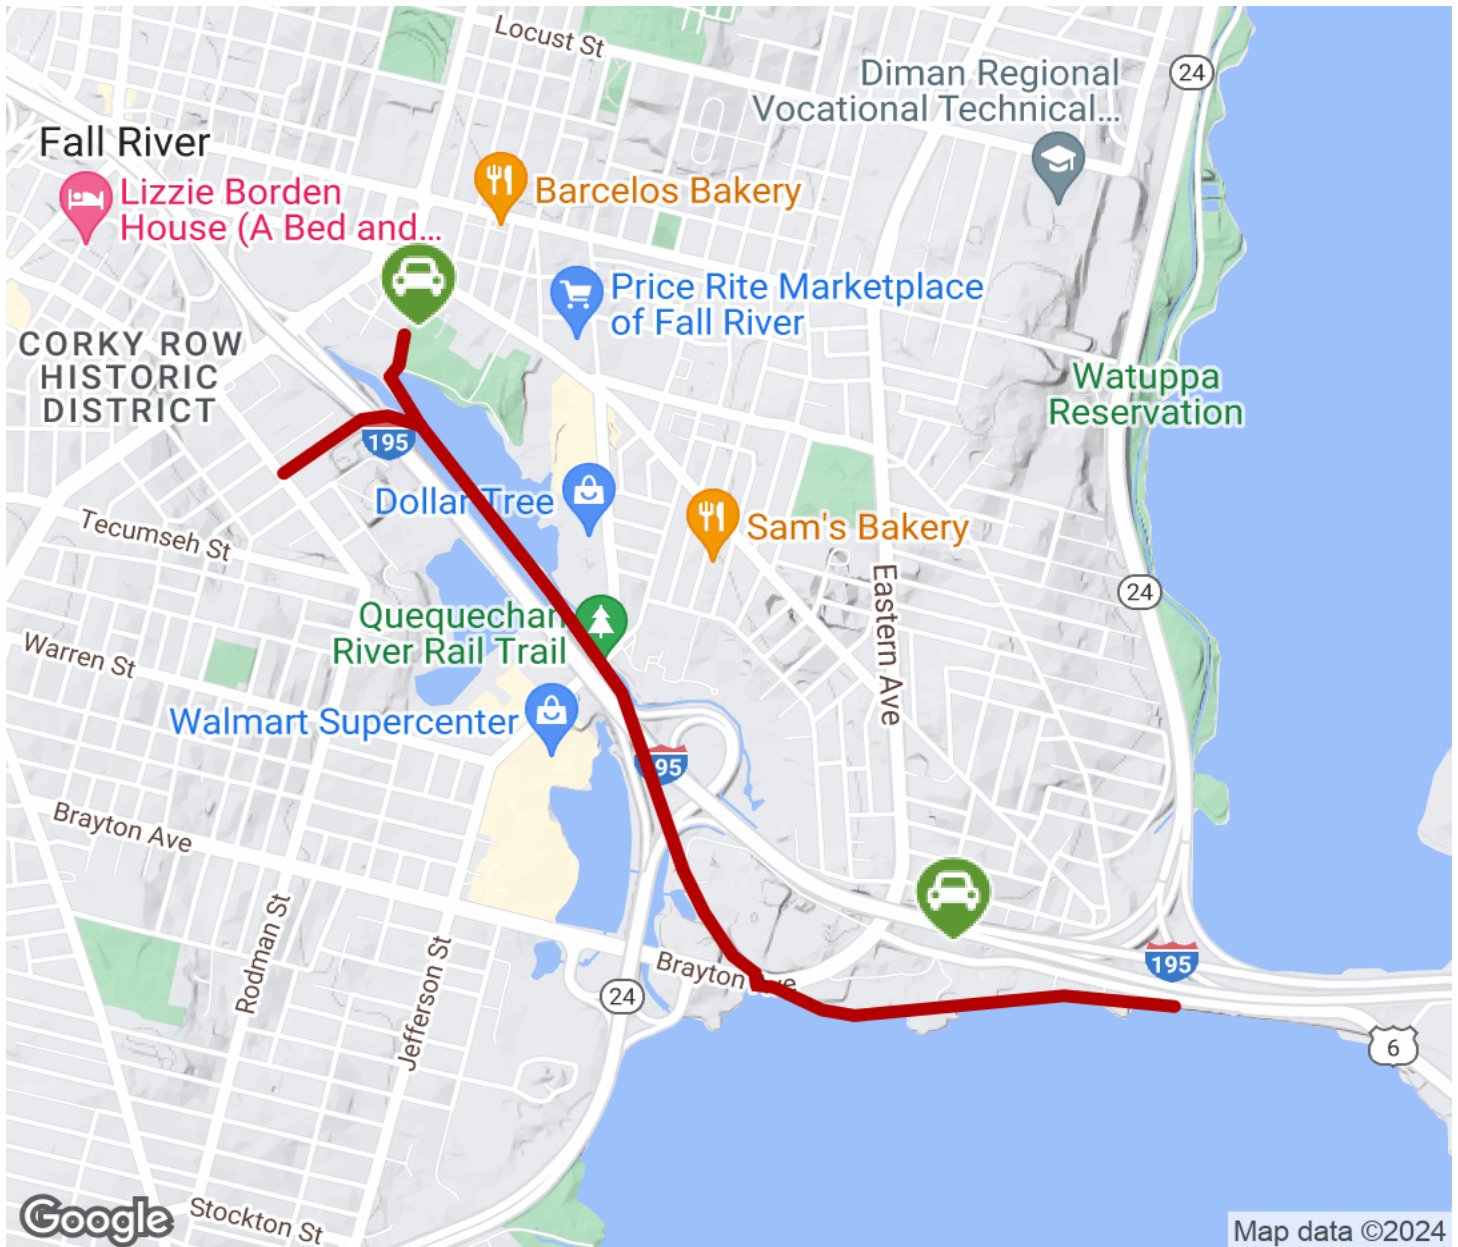 Locust St
Diman Regional
Vocational Technical...
24
Fall River
Lizzie Borden
House (A Bed and...
Barcelos Bakery
Price Rite Marketplace
of Fall River
CORKY ROW
HISTORIC
DISTRICT
Watuppa
Reservation
195
Dollar Tree
Sam's Bakery
Tecumseh St
Eastern Ave
24
Quequechan
River Rail Trail
Warren St
Walmart Supercenter
95
Brayton Ave
Rodman St
Jefferson St
Brayton Ave
195
24
6
Stockton St
Google
Map data ©2024